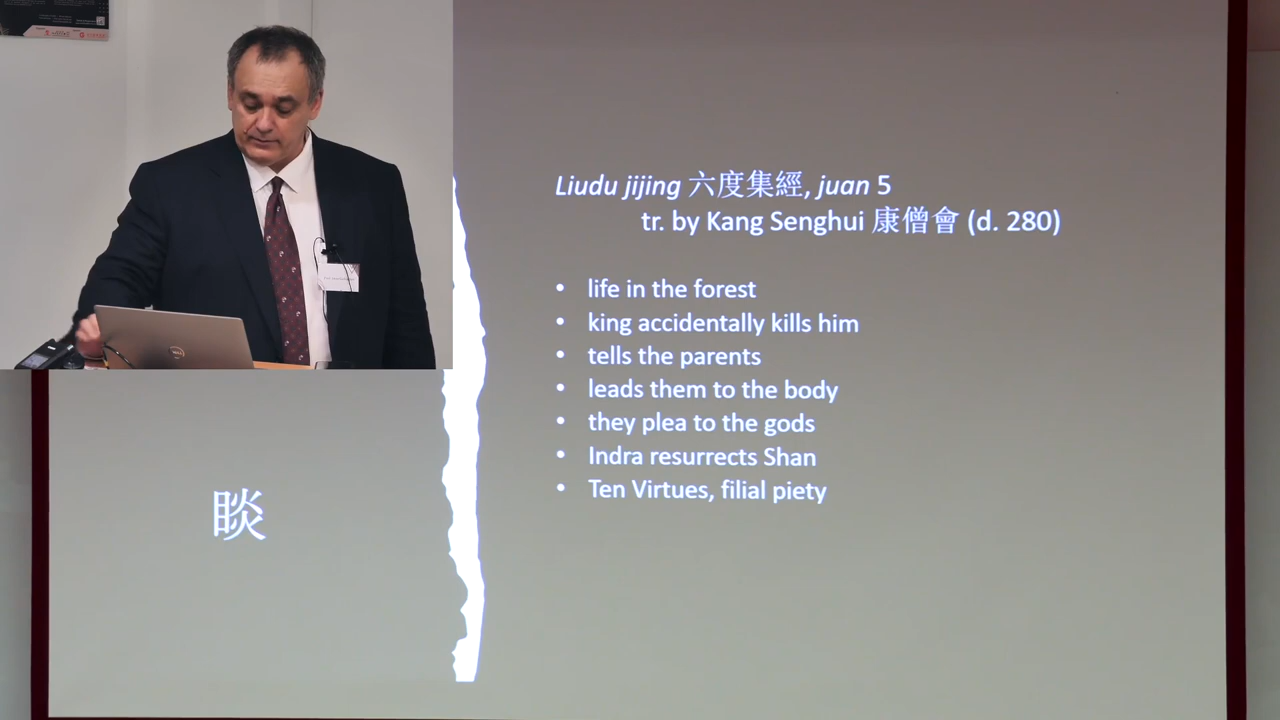 Liudu jijing 六度集經, juan 5
tr. by Kang Senghui 康僧會 (d. 280)
• life in the forest
• king accidentally kills him
• tells the parents
• leads them to the body
• they plea to the gods
• Indra resurrects Shan
• Ten Virtues, filial piety
睒
DELL